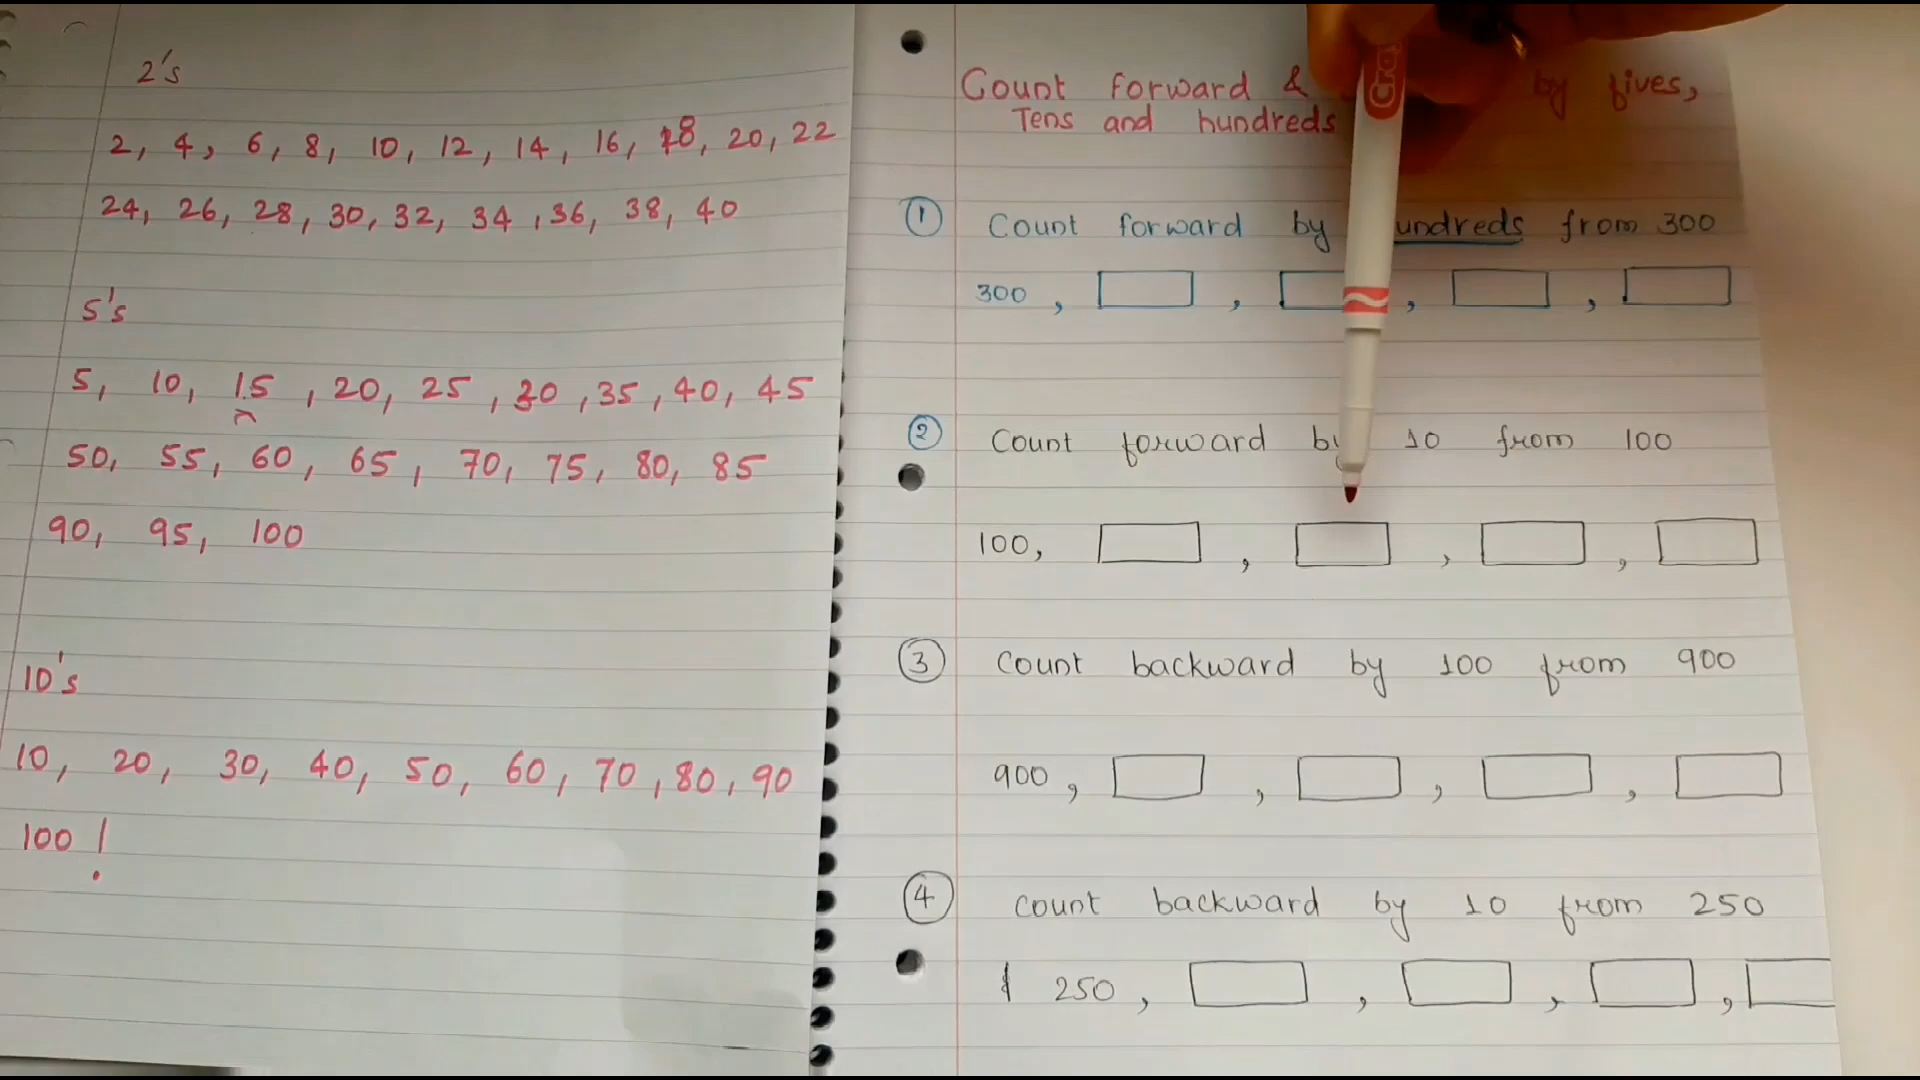 2's
2, 4, 6, 8, 10, 12, 14, 16, 18, 20, 22
24, 26, 28, 30, 32, 34, 36, 38, 40
5's
5, 10, 15, 20, 25, 30, 35, 40, 45
50, 55, 60, 65, 70, 75, 80, 85
90, 95, 100
10's
10, 20, 30, 40, 50, 60, 70, 80, 90
100!
Count forward & by fives,
Tens and hundreds
1 Count forward by undreds from 300
300, , , ,
2 Count forward by 10 from 100
100, , , ,
3 Count backward by 100 from 900
900, , , ,
4 Count backward by 10 from 250
250, , , ,
Cra